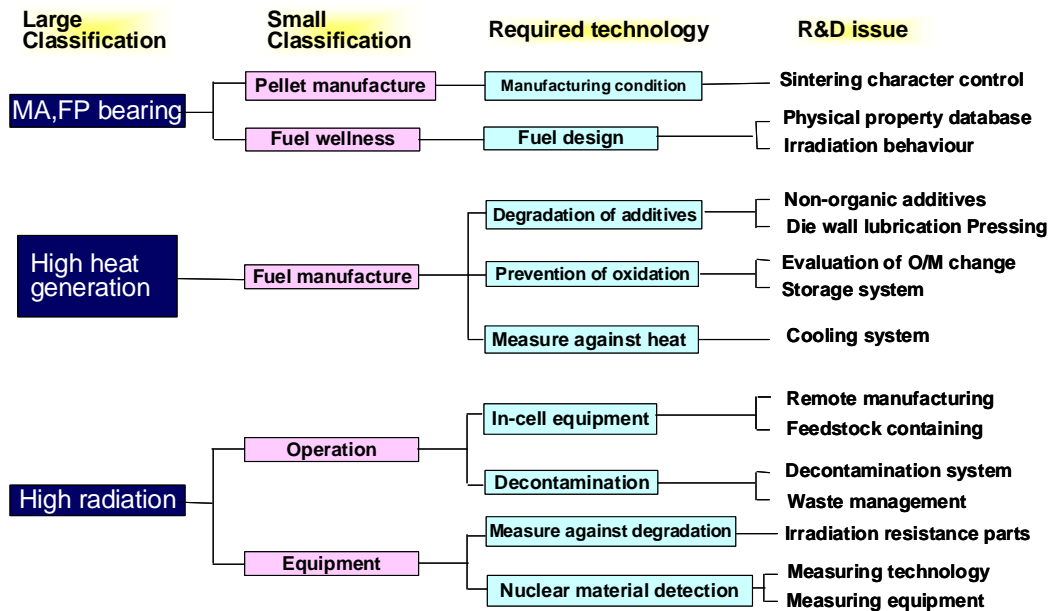 Large
Classification
Small
Classification
Required technology
R&D issue
MA,FP bearing
Pellet manufacture
Manufacturing condition
Sintering character control
Fuel wellness
Fuel design
Physical property database
Irradiation behaviour
High heat
generation
Fuel manufacture
Degradation of additives
Non-organic additives
Die wall lubrication Pressing
Prevention of oxidation
Evaluation of O/M change
Storage system
Measure against heat
Cooling system
High radiation
Operation
In-cell equipment
Remote manufacturing
Feedstock containing
Decontamination
Decontamination system
Waste management
Equipment
Measure against degradation
Irradiation resistance parts
Nuclear material detection
Measuring technology
Measuring equipment